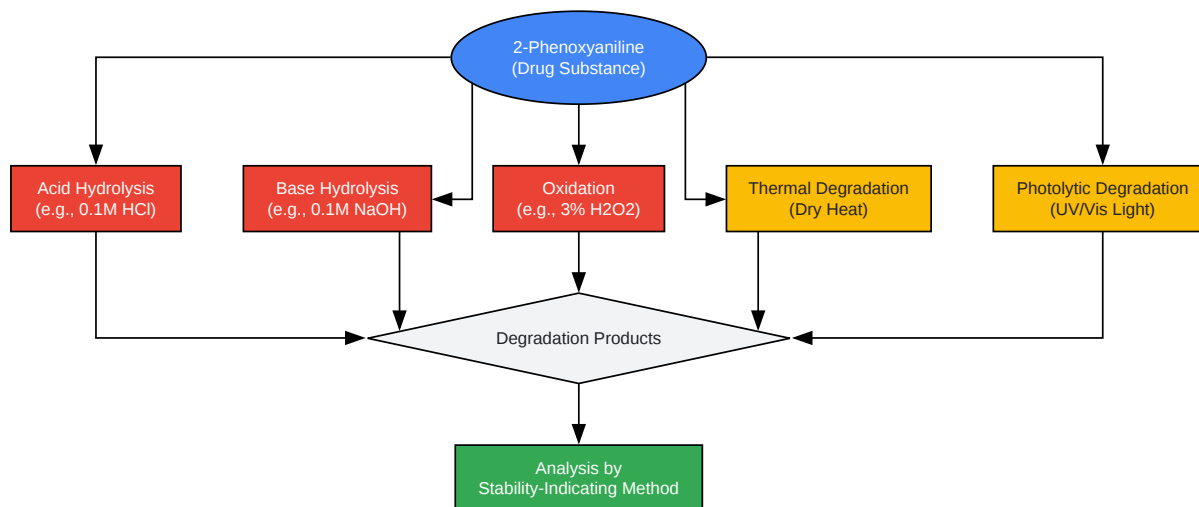 2-Phenoxyaniline
(Drug Substance)
Acid Hydrolysis
(e.g., 0.1M HCl)
Base Hydrolysis
(e.g., 0.1M NaOH)
Oxidation
(e.g., 3% H2O2)
Thermal Degradation
(Dry Heat)
Photolytic Degradation
(UV/Vis Light)
Degradation Products
Analysis by
Stability-Indicating Method